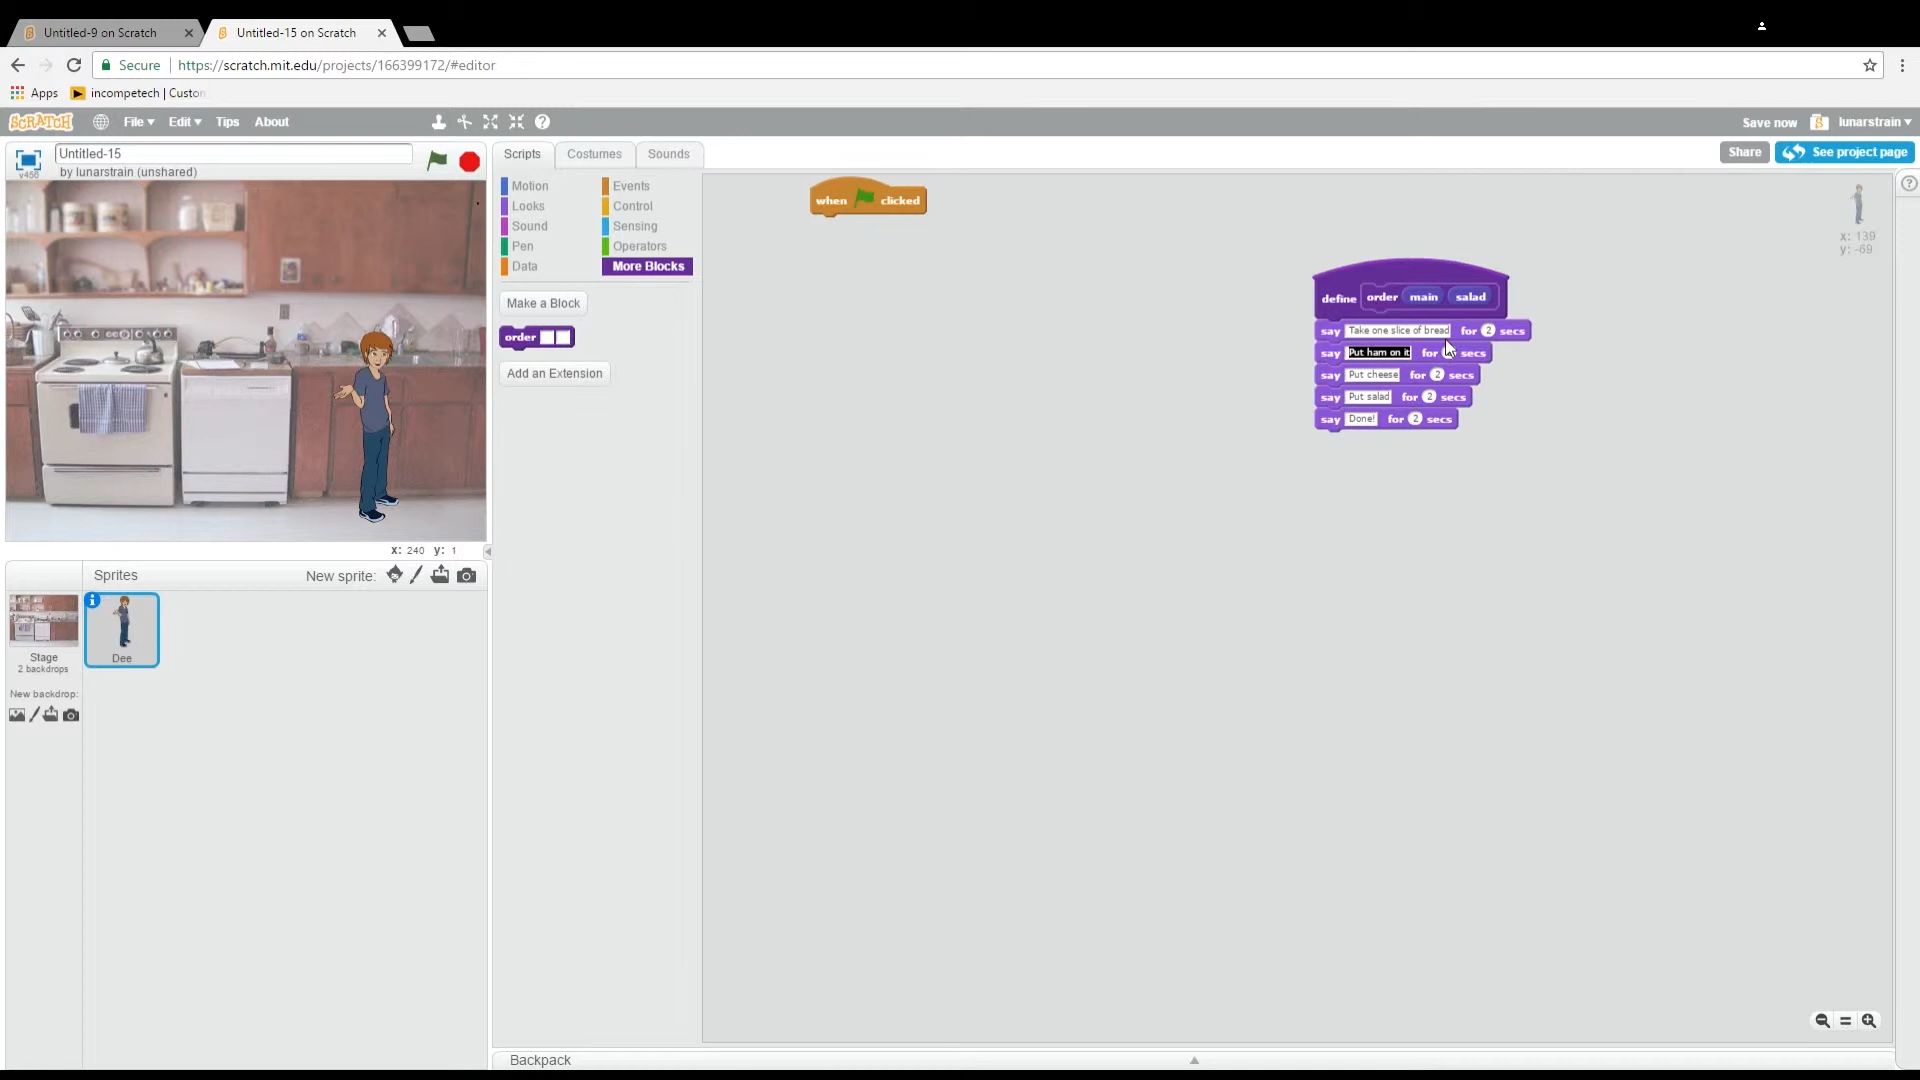 Untitled-9 on Scratch
Untitled-15 on Scratch
Secure
https://scratch.mit.edu/projects/166399172/#editor
Apps
incompetech | Custon
SCRATCH
File
Edit
Tips
About
Save now
lunarstrain
Untitled-15
by lunarstrain (unshared)
v456
Scripts
Costumes
Sounds
Share
See project page
Motion
Events
Looks
Control
Sound
Sensing
Pen
Operators
Data
More Blocks
Make a Block
order
Add an Extension
when clicked
x: 139
y: -69
define order main salad
say Take one slice of bread for 2 secs
say Put ham on it for secs
say Put cheese for 2 secs
say Put salad for 2 secs
say Done! for 2 secs
x: 240 y: 1
Sprites
New sprite:
Stage
2 backdrops
Dee
New backdrop:
Backpack